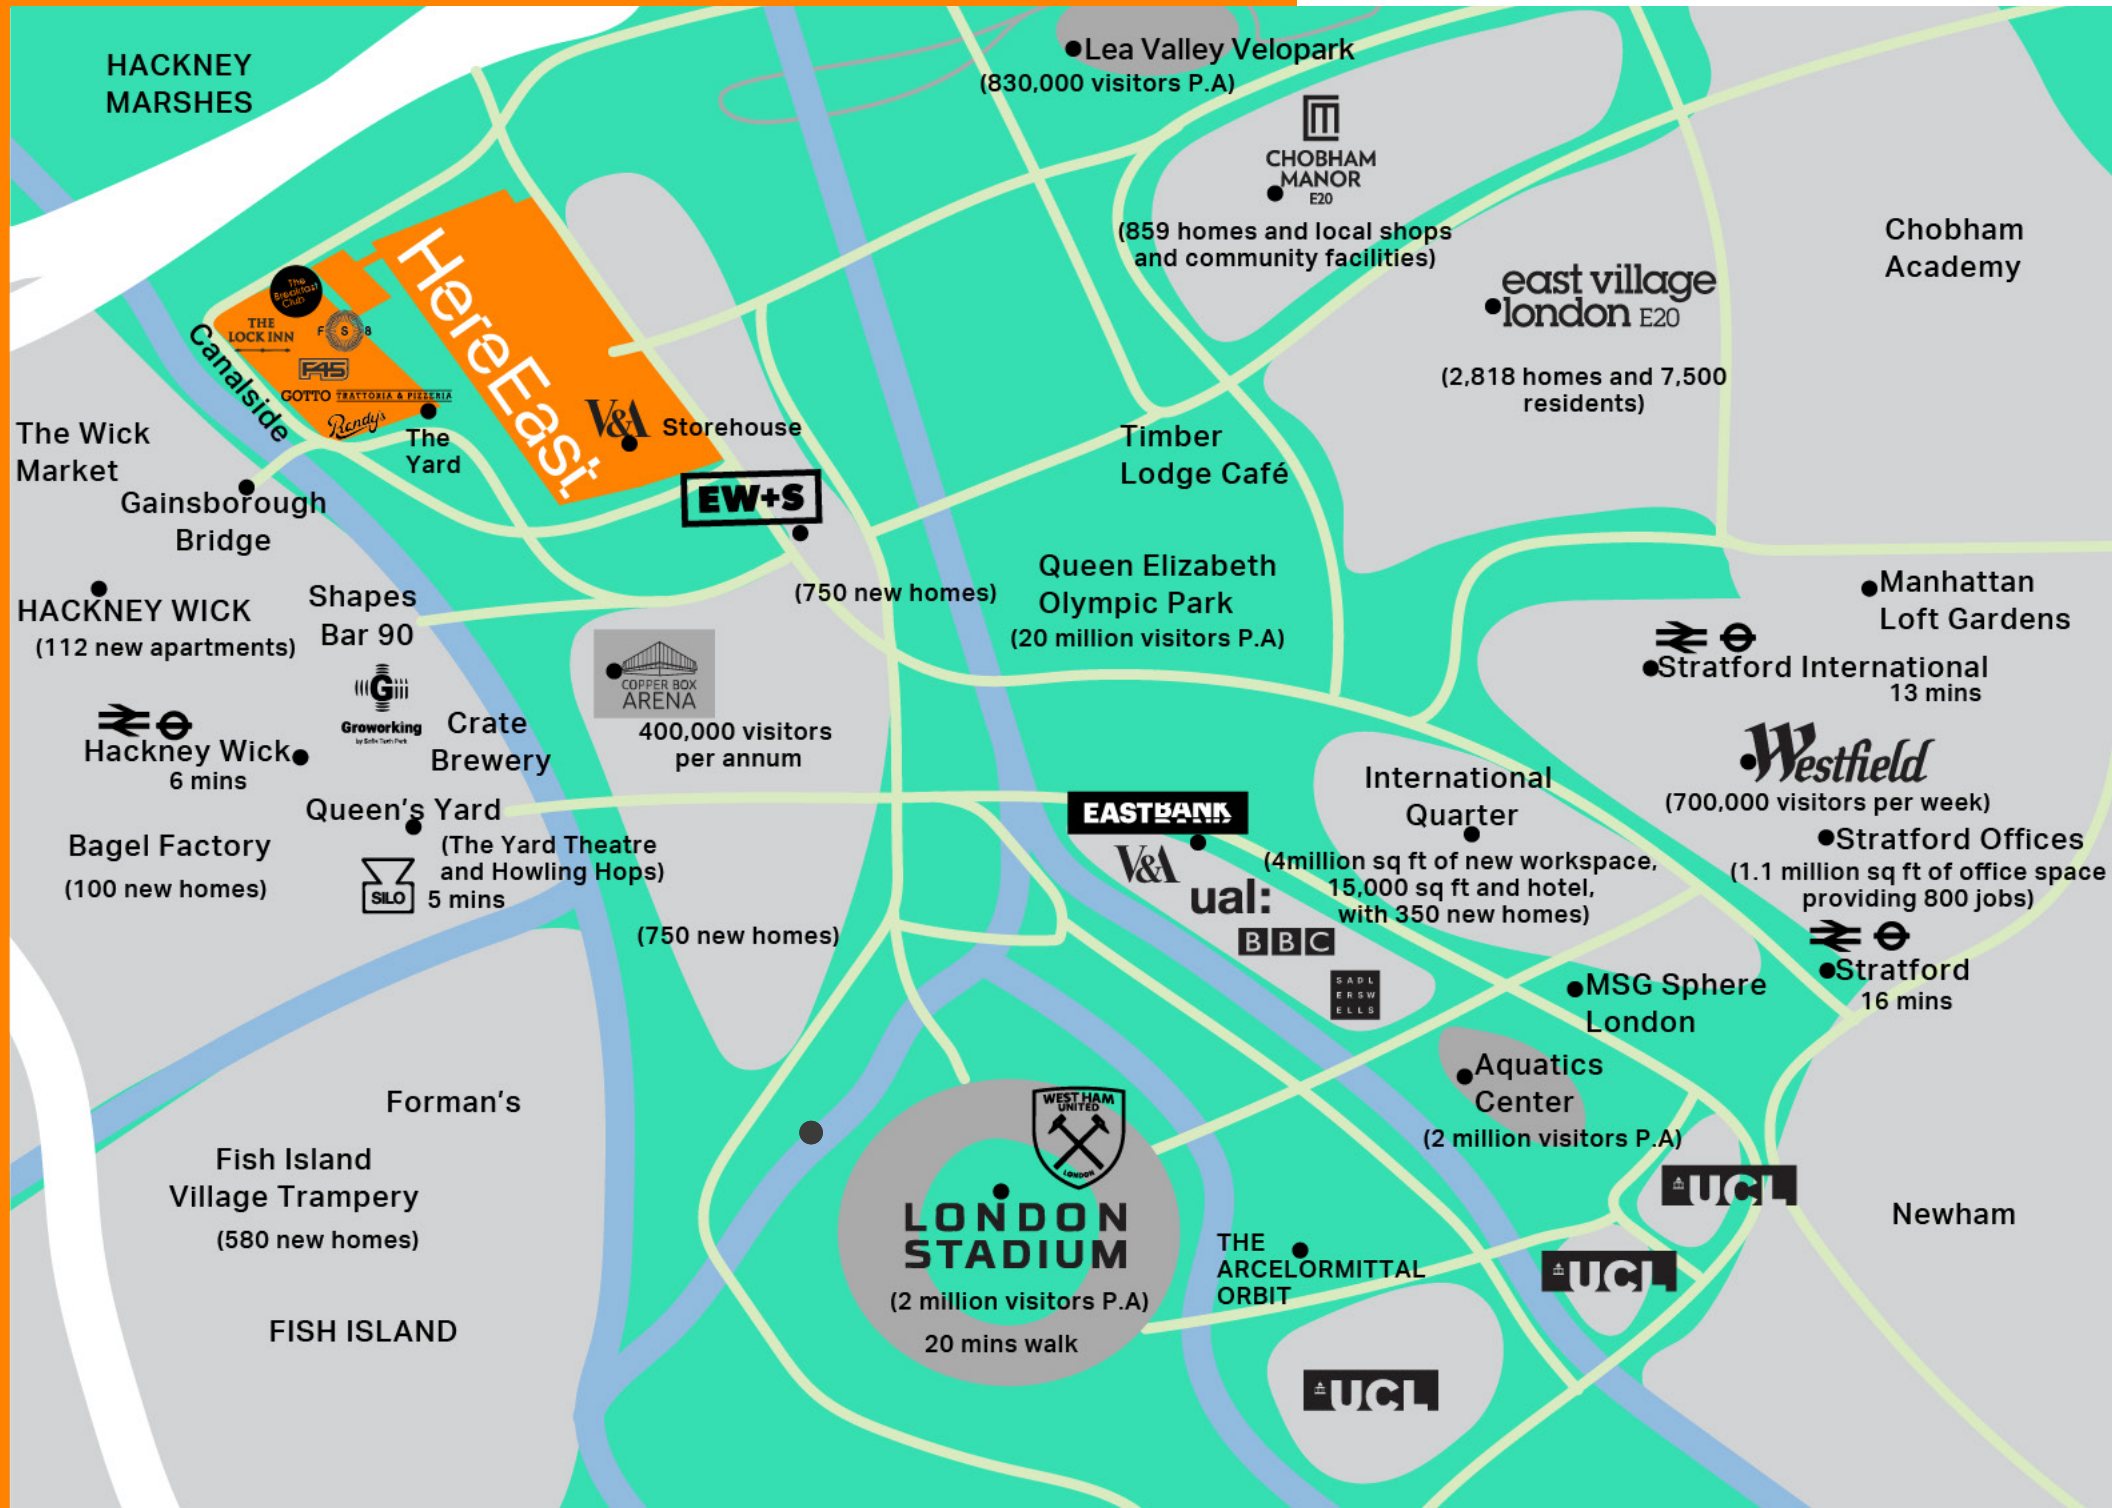 HACKNEY
MARSHES
Lea Valley Velopark
(830,000 visitors P.A)
CHOBHAM
MANOR
E20
(859 homes and local shops
and community facilities)
Chobham
Academy
east village
london E20
(2,818 homes and 7,500
residents)
HereEast
The
Breakfast
Club
THE
LOCK INN
FS8
F45
GOTTO TRATTORIA & PIZZERIA
Randy's
Canalside
The
Yard
V&A Storehouse
EW+S
(750 new homes)
The Wick
Market
Gainsborough
Bridge
Timber
Lodge Café
Queen Elizabeth
Olympic Park
(20 million visitors P.A)
HACKNEY WICK
(112 new apartments)
Shapes
Bar 90
Groworking
Crate
Brewery
COPPER BOX
ARENA
400,000 visitors
per annum
Manhattan
Loft Gardens
Stratford International
13 mins
Westfield
(700,000 visitors per week)
Stratford Offices
(1.1 million sq ft of office space
providing 800 jobs)
Stratford
16 mins
Hackney Wick
6 mins
Queen's Yard
(The Yard Theatre
and Howling Hops)
SILO
5 mins
Bagel Factory
(100 new homes)
(750 new homes)
EASTBANK
V&A
ual:
BBC
SADL
ERSW
ELLS
International
Quarter
(4million sq ft of new workspace,
15,000 sq ft and hotel,
with 350 new homes)
MSG Sphere
London
Aquatics
Center
(2 million visitors P.A)
Forman's
Fish Island
Village Trampery
(580 new homes)
FISH ISLAND
WEST HAM
UNITED
LONDON
LONDON
STADIUM
(2 million visitors P.A)
20 mins walk
THE
ARCELORMITTAL
ORBIT
UCL
UCL
UCL
Newham